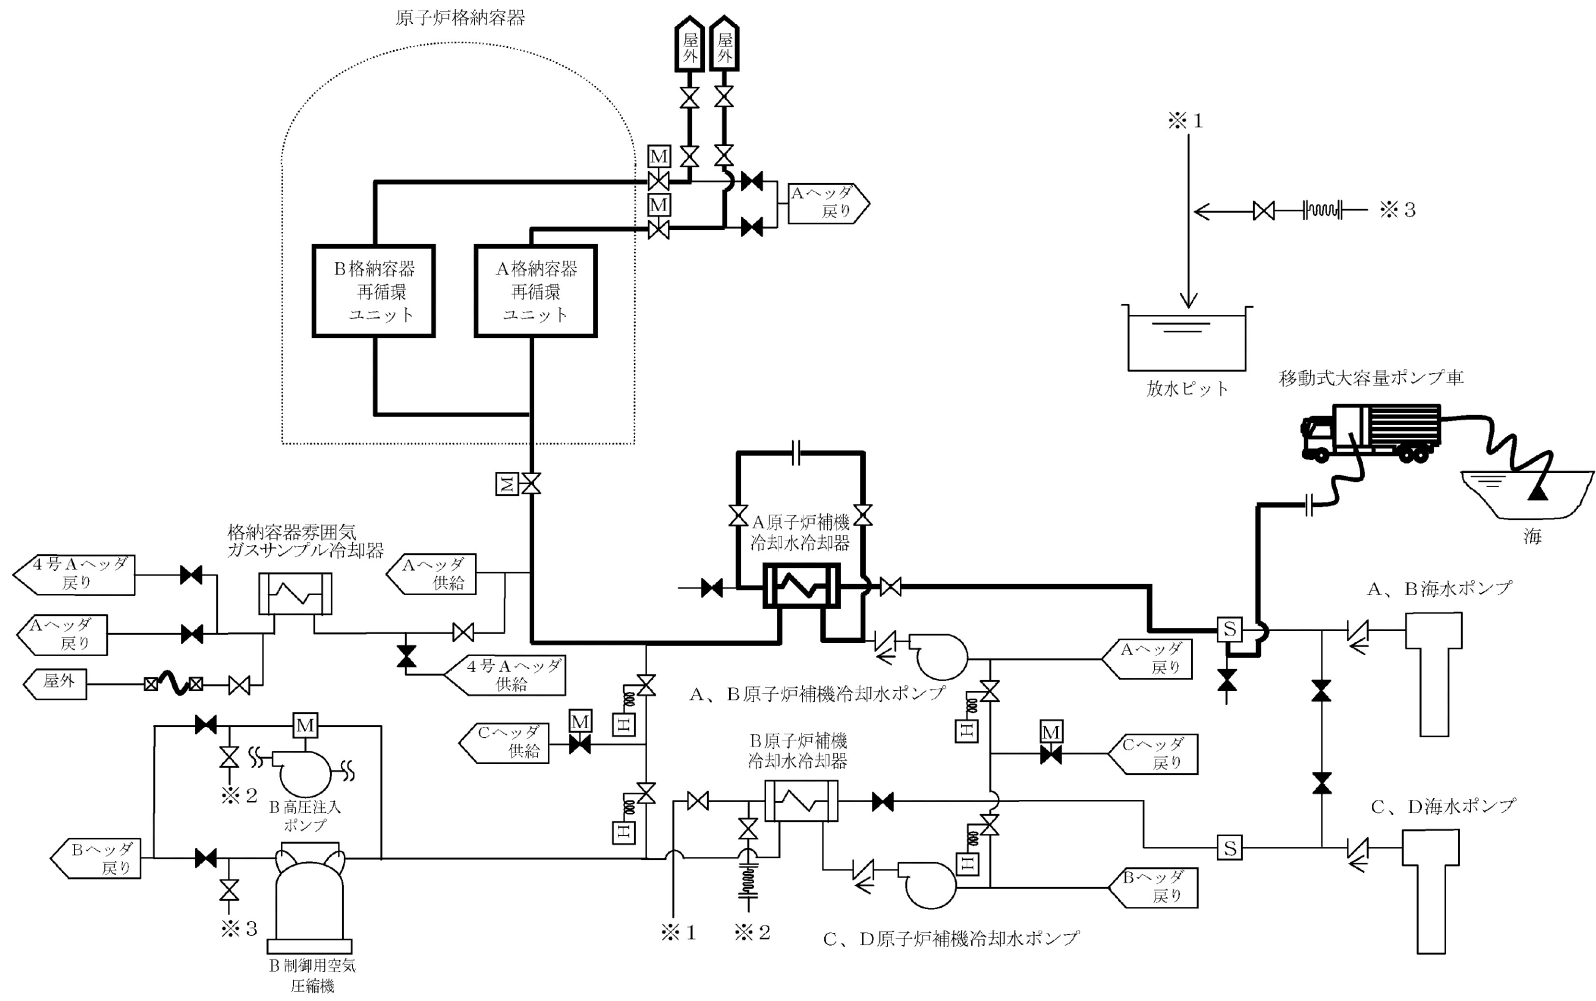 原子炉格納容器
屋外
屋外
M
M
Aヘッダ
戻り
B格納容器
再循環
ユニット
A格納容器
再循環
ユニット
※1
※3
放水ピット
移動式大容量ポンプ車
海
M
格納容器雰囲気
ガスサンプル冷却器
4号Aヘッダ
戻り
Aヘッダ
戻り
屋外
Aヘッダ
供給
4号Aヘッダ
供給
A原子炉補機
冷却水冷却器
A、B海水ポンプ
S
Aヘッダ
戻り
A、B原子炉補機冷却水ポンプ
H
H
M
Cヘッダ
供給
M
Cヘッダ
戻り
M
※2
B高圧注入
ポンプ
B原子炉補機
冷却水冷却器
C、D海水ポンプ
H
H
S
Bヘッダ
戻り
※3
B制御用空気
圧縮機
※1
※2
Bヘッダ
戻り
C、D原子炉補機冷却水ポンプ